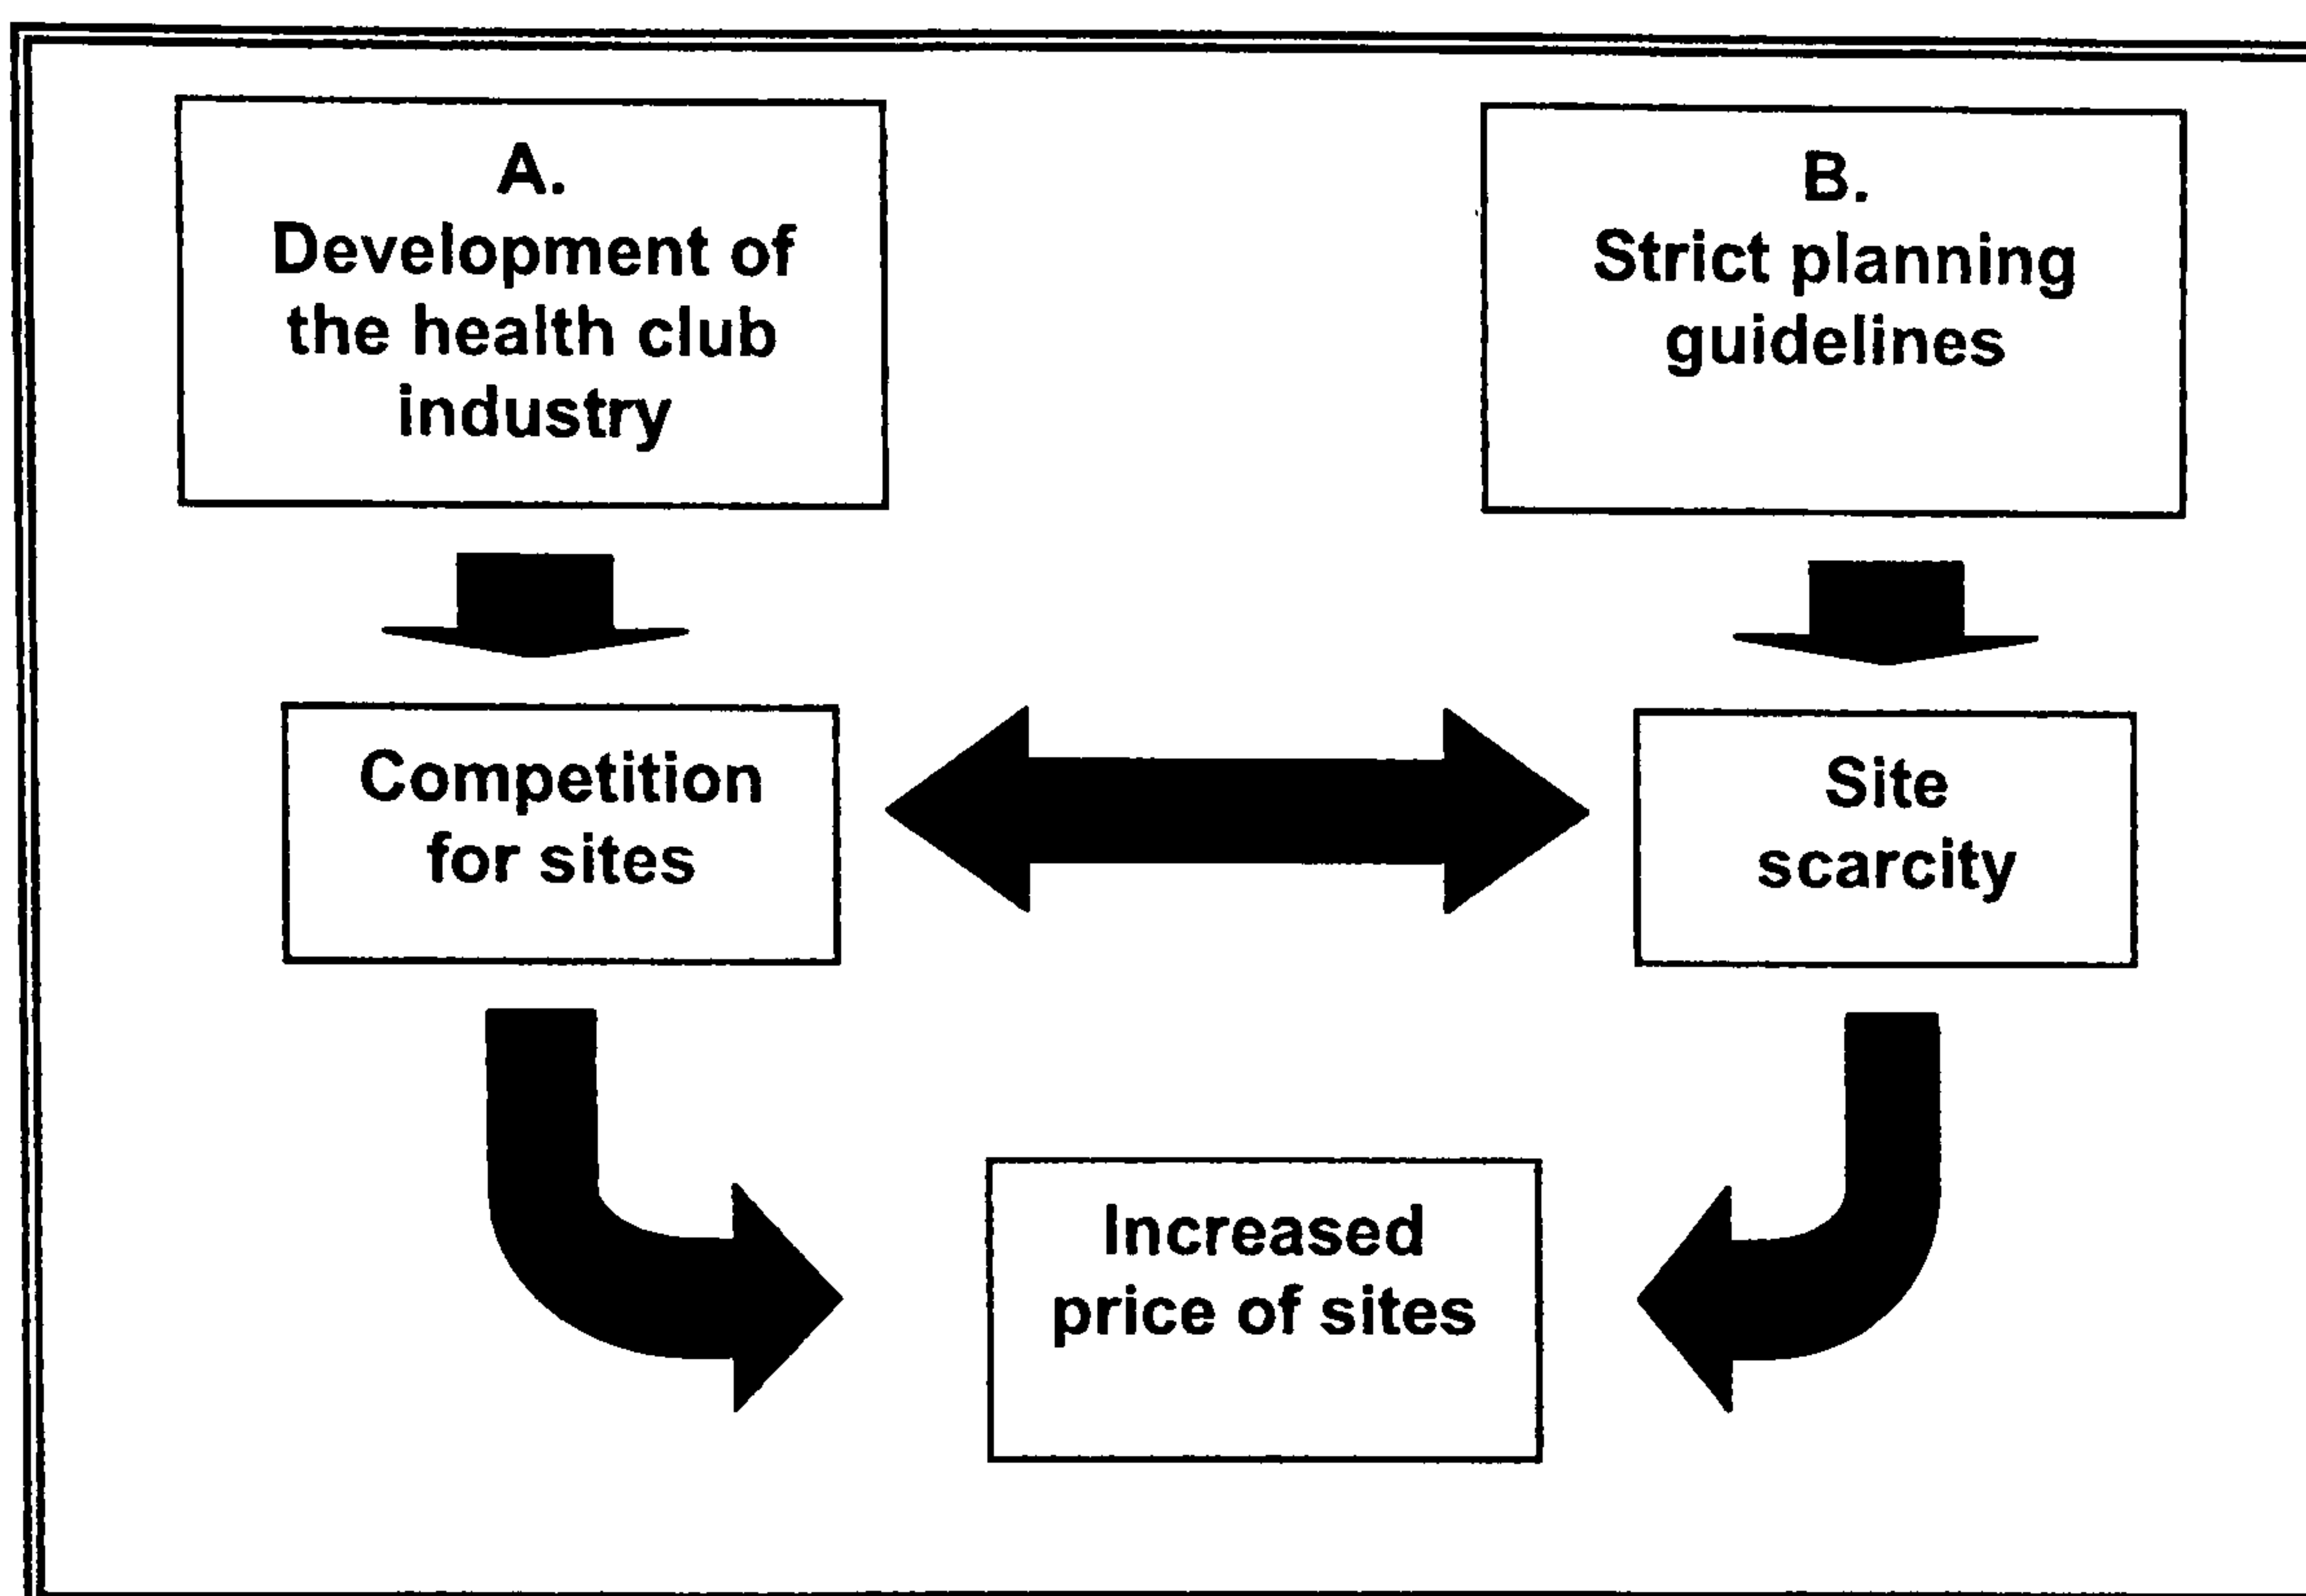 A.
Development of
the health club
industry
B.
Strict planning
guidelines
Competition
for sites
Site
scarcity
Increased
price of sites